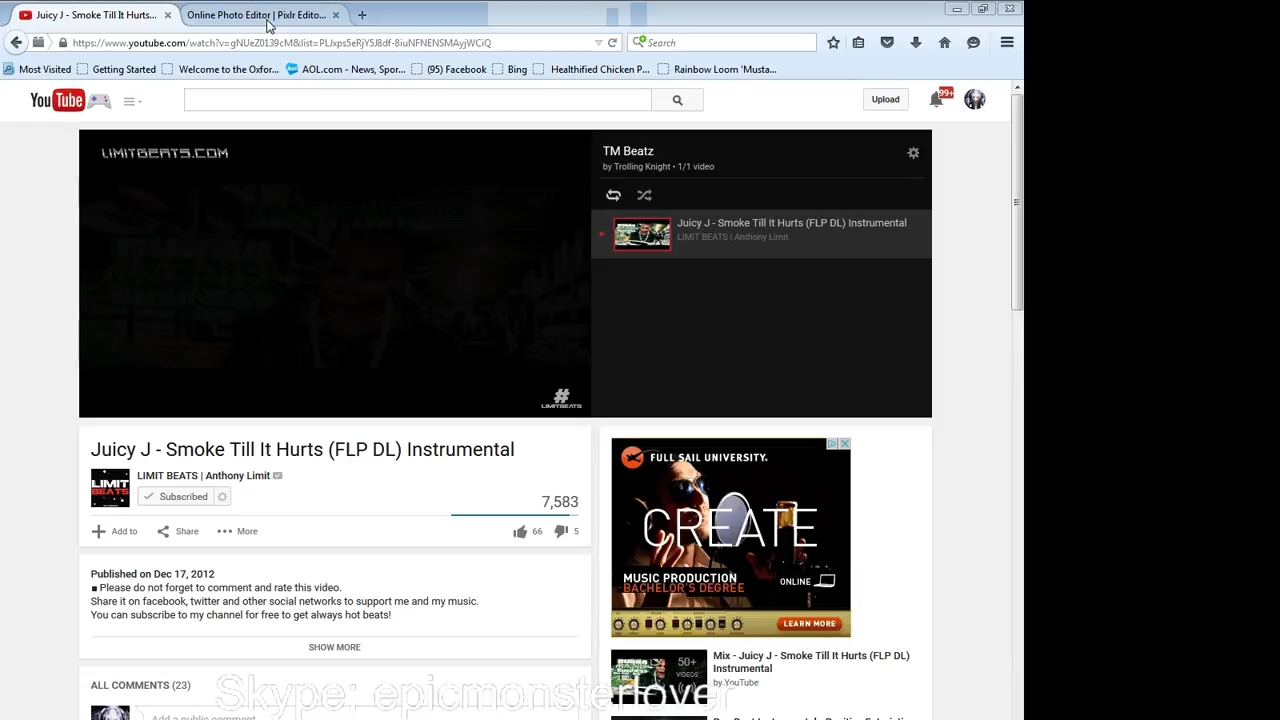 Juicy J - Smoke Till It Hurts...
Online Photo Editor | Pixlr Edito...
https://www.youtube.com/watch?v=gNUeZ0139cM&list=PLJxps5eRjY5J8df-8iuNFNENSMAyjWCiQ
Search
Most Visited
Getting Started
Welcome to the Oxfor...
AOL.com - News, Spor...
(95) Facebook
Bing
Healthified Chicken P...
Rainbow Loom 'Musta...
YouTube
Upload
99+
LIMITBEATS.COM
TM Beatz
by Trolling Knight • 1/1 video
Juicy J - Smoke Till It Hurts (FLP DL) Instrumental
LIMIT BEATS | Anthony Limit
#
LIMITBEATS
Juicy J - Smoke Till It Hurts (FLP DL) Instrumental
LIMIT BEATS
LIMIT BEATS | Anthony Limit
Subscribed
7,583
Add to
Share
More
66
5
Published on Dec 17, 2012
■ Please do not forget to comment and rate this video.
Share it on facebook, twitter and other social networks to support me and my music.
You can subscribe to my channel for free to get always hot beats!
SHOW MORE
ALL COMMENTS (23)
Add a public comment
FULL SAIL UNIVERSITY.
CREATE
MUSIC PRODUCTION
BACHELOR'S DEGREE
ONLINE
LEARN MORE
50+
VIDEOS
Mix - Juicy J - Smoke Till It Hurts (FLP DL)
Instrumental
by YouTube
Skype: epicmonsterlover